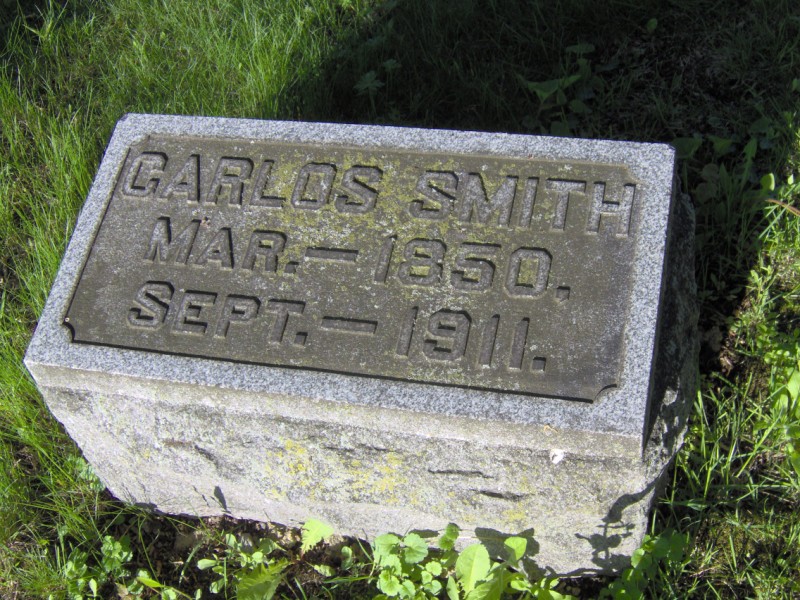 CARLOS SMITH
MAR. — 1850,
SEPT. — 1911.